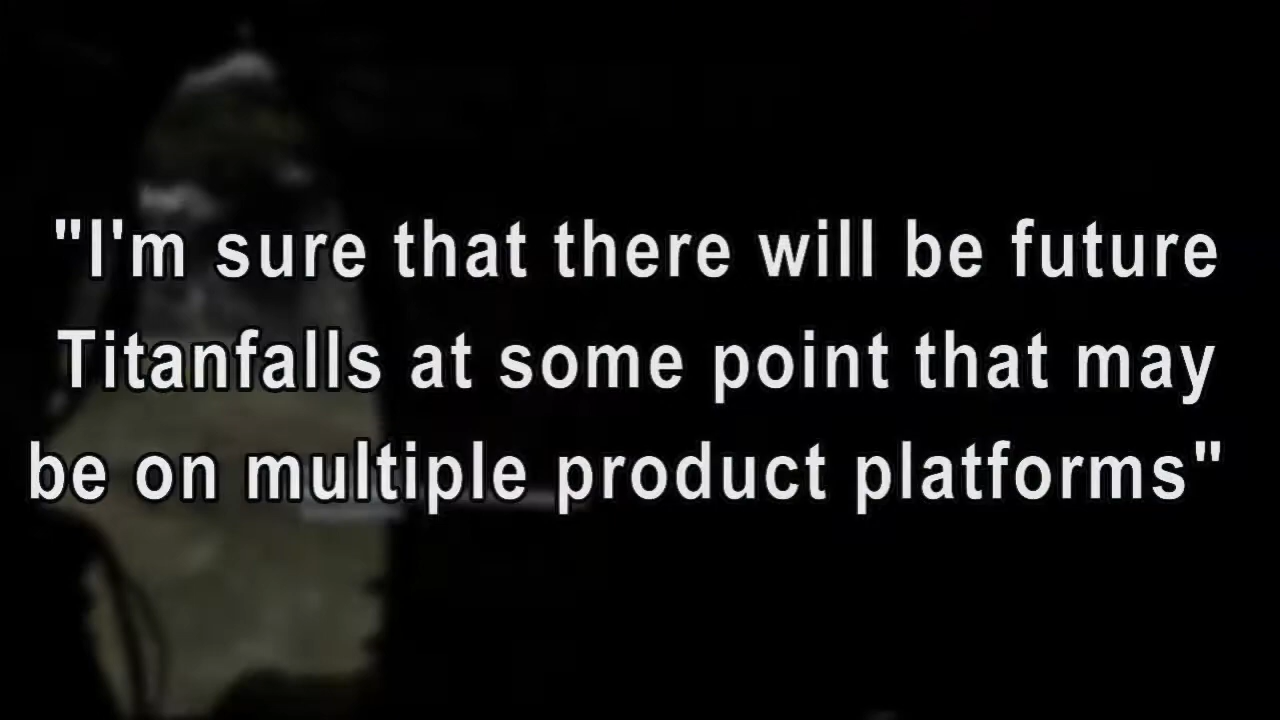 "I'm sure that there will be future
Titanfalls at some point that may
be on multiple product platforms"